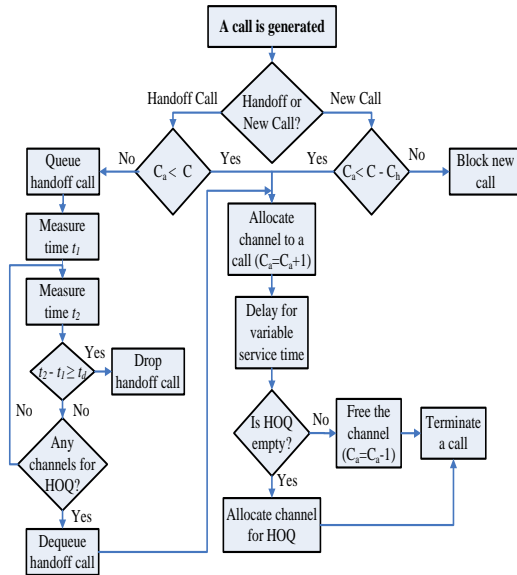 A call is generated
Handoff Call
Handoff or
New Call?
New Call
Queue
handoff call
No
Cₐ < C
Yes
Yes
Cₐ< C - Cₕ
No
Block new
call
Measure
time t₁
Allocate
channel to a
call (Cₐ=Cₐ+1)
Measure
time t₂
Delay for
variable
service time
t₂ - t₁ ≥ t_d
Yes
Drop
handoff call
No
No
Any
channels for
HOQ?
Is HOQ
empty?
No
Free the
channel
(Cₐ=Cₐ-1)
Terminate
a call
Yes
Yes
Dequeue
handoff call
Allocate channel
for HOQ